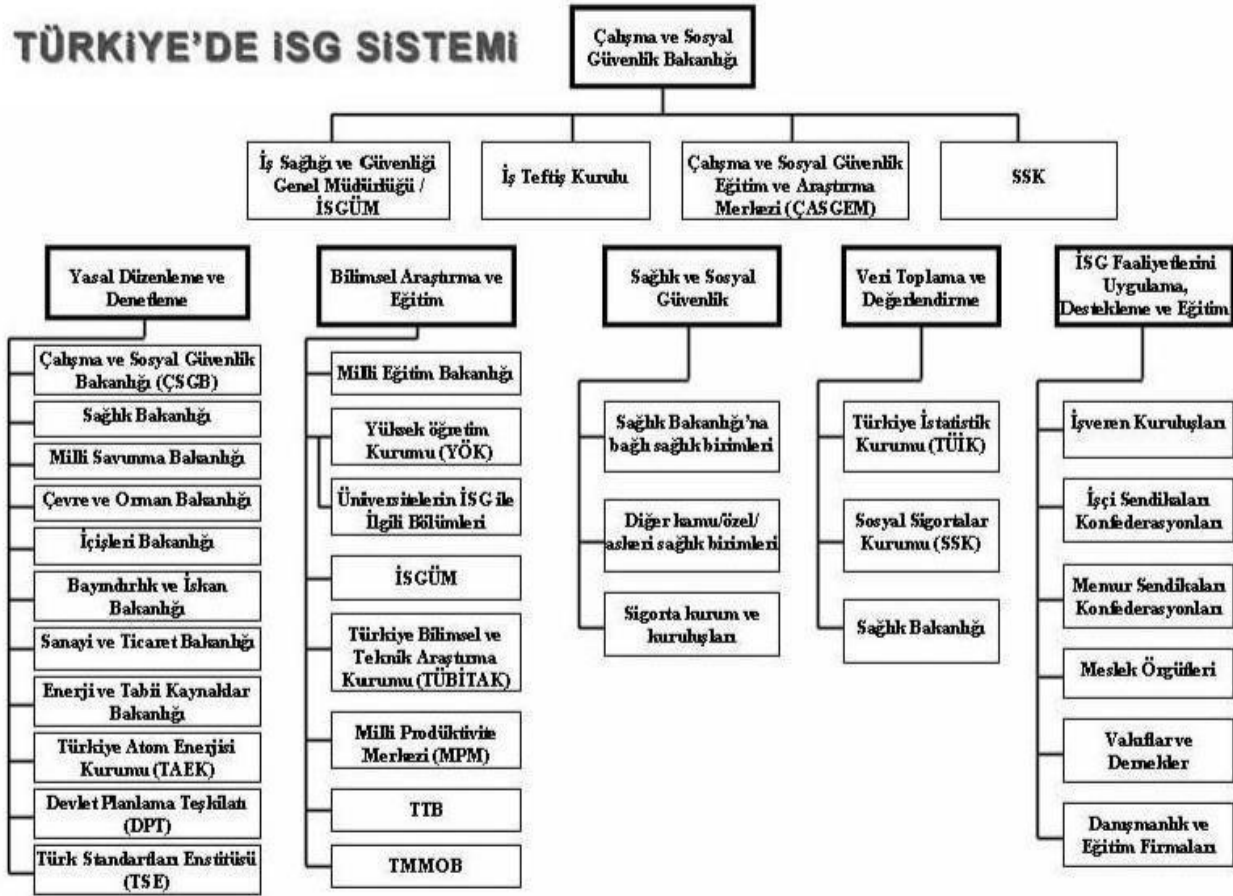 TÜRKİYE'DE İSG SİSTEMİ
Çalışma ve Sosyal
Güvenlik Bakanlığı
İş Sağlığı ve Güvenliği
Genel Müdürlüğü /
İSGÜM
İş Teftiş Kurulu
Çalışma ve Sosyal Güvenlik
Eğitim ve Araştırma
Merkezi (ÇASGEM)
SSK
Yasal Düzenleme ve
Denetleme
Çalışma ve Sosyal Güvenlik
Bakanlığı (ÇSGB)
Sağlık Bakanlığı
Milli Savunma Bakanlığı
Çevre ve Orman Bakanlığı
İçişleri Bakanlığı
Bayındırlık ve İskan
Bakanlığı
Sanayi ve Ticaret Bakanlığı
Enerji ve Tabii Kaynaklar
Bakanlığı
Türkiye Atom Enerjisi
Kurumu (TAEK)
Devlet Planlama Teşkilatı
(DPT)
Türk Standartları Enstitüsü
(TSE)
Bilimsel Araştırma ve
Eğitim
Milli Eğitim Bakanlığı
Yüksek öğretim
Kurumu (YÖK)
Üniversitelerin İSG ile
İlgili Bölümleri
İSGÜM
Türkiye Bilimsel ve
Teknik Araştırma
Kurumu (TÜBİTAK)
Milli Prodüktivite
Merkezi (MPM)
TTB
TMMOB
Sağlık ve Sosyal
Güvenlik
Sağlık Bakanlığı'na
bağlı sağlık birimleri
Diğer kamu/özel/
askeri sağlık birimleri
Sigorta kurum ve
kuruluşları
Veri Toplama ve
Değerlendirme
Türkiye İstatistik
Kurumu (TÜİK)
Sosyal Sigortalar
Kurumu (SSK)
Sağlık Bakanlığı
İSG Faaliyetlerini
Uygulama,
Destekleme ve Eğitim
İşveren Kuruluşları
İşçi Sendikaları
Konfederasyonları
Memur Sendikaları
Konfederasyonları
Meslek Örgütleri
Vakıflar ve
Dernekler
Danışmanlık ve
Eğitim Firmaları